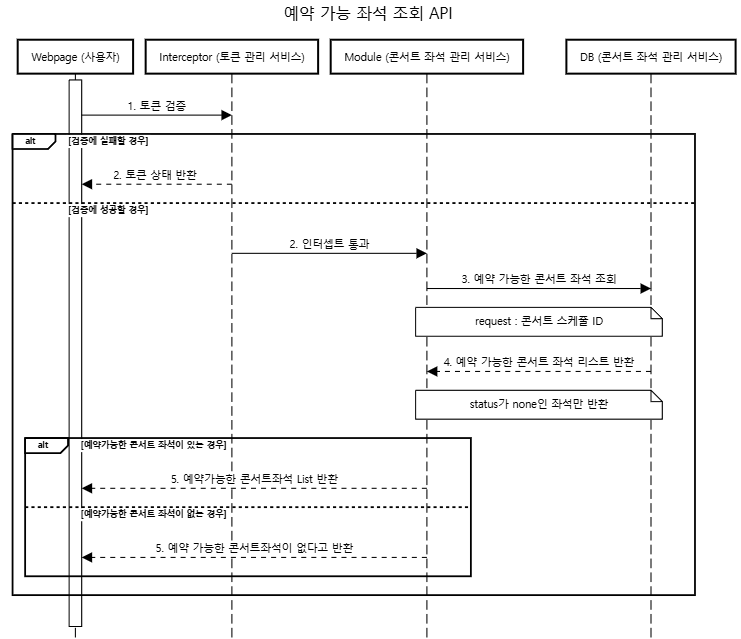 예약 가능 좌석 조회 API
Webpage (사용자)
Interceptor (토큰 관리 서비스)
Module (콘서트 좌석 관리 서비스)
DB (콘서트 좌석 관리 서비스)
1. 토큰 검증
alt
[검증에 실패할 경우]
2. 토큰 상태 반환
[검증에 성공할 경우]
2. 인터셉트 통과
3. 예약 가능한 콘서트 좌석 조회
request : 콘서트 스케쥴 ID
4. 예약 가능한 콘서트 좌석 리스트 반환
status가 none인 좌석만 반환
alt
[예약가능한 콘서트 좌석이 있는 경우]
5. 예약가능한 콘서트좌석 List 반환
[예약가능한 콘서트 좌석이 없는 경우]
5. 예약 가능한 콘서트좌석이 없다고 반환